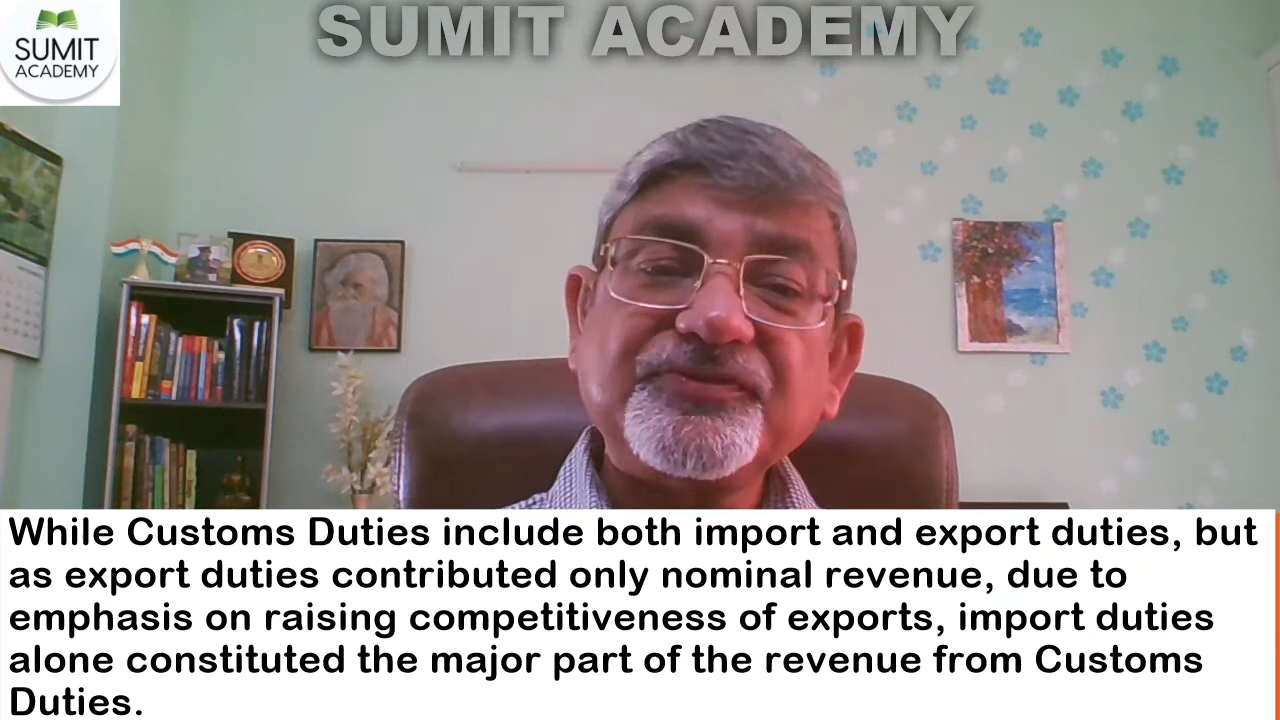 SUMIT
ACADEMY
SUMIT ACADEMY
While Customs Duties include both import and export duties, but
as export duties contributed only nominal revenue, due to
emphasis on raising competitiveness of exports, import duties
alone constituted the major part of the revenue from Customs
Duties.